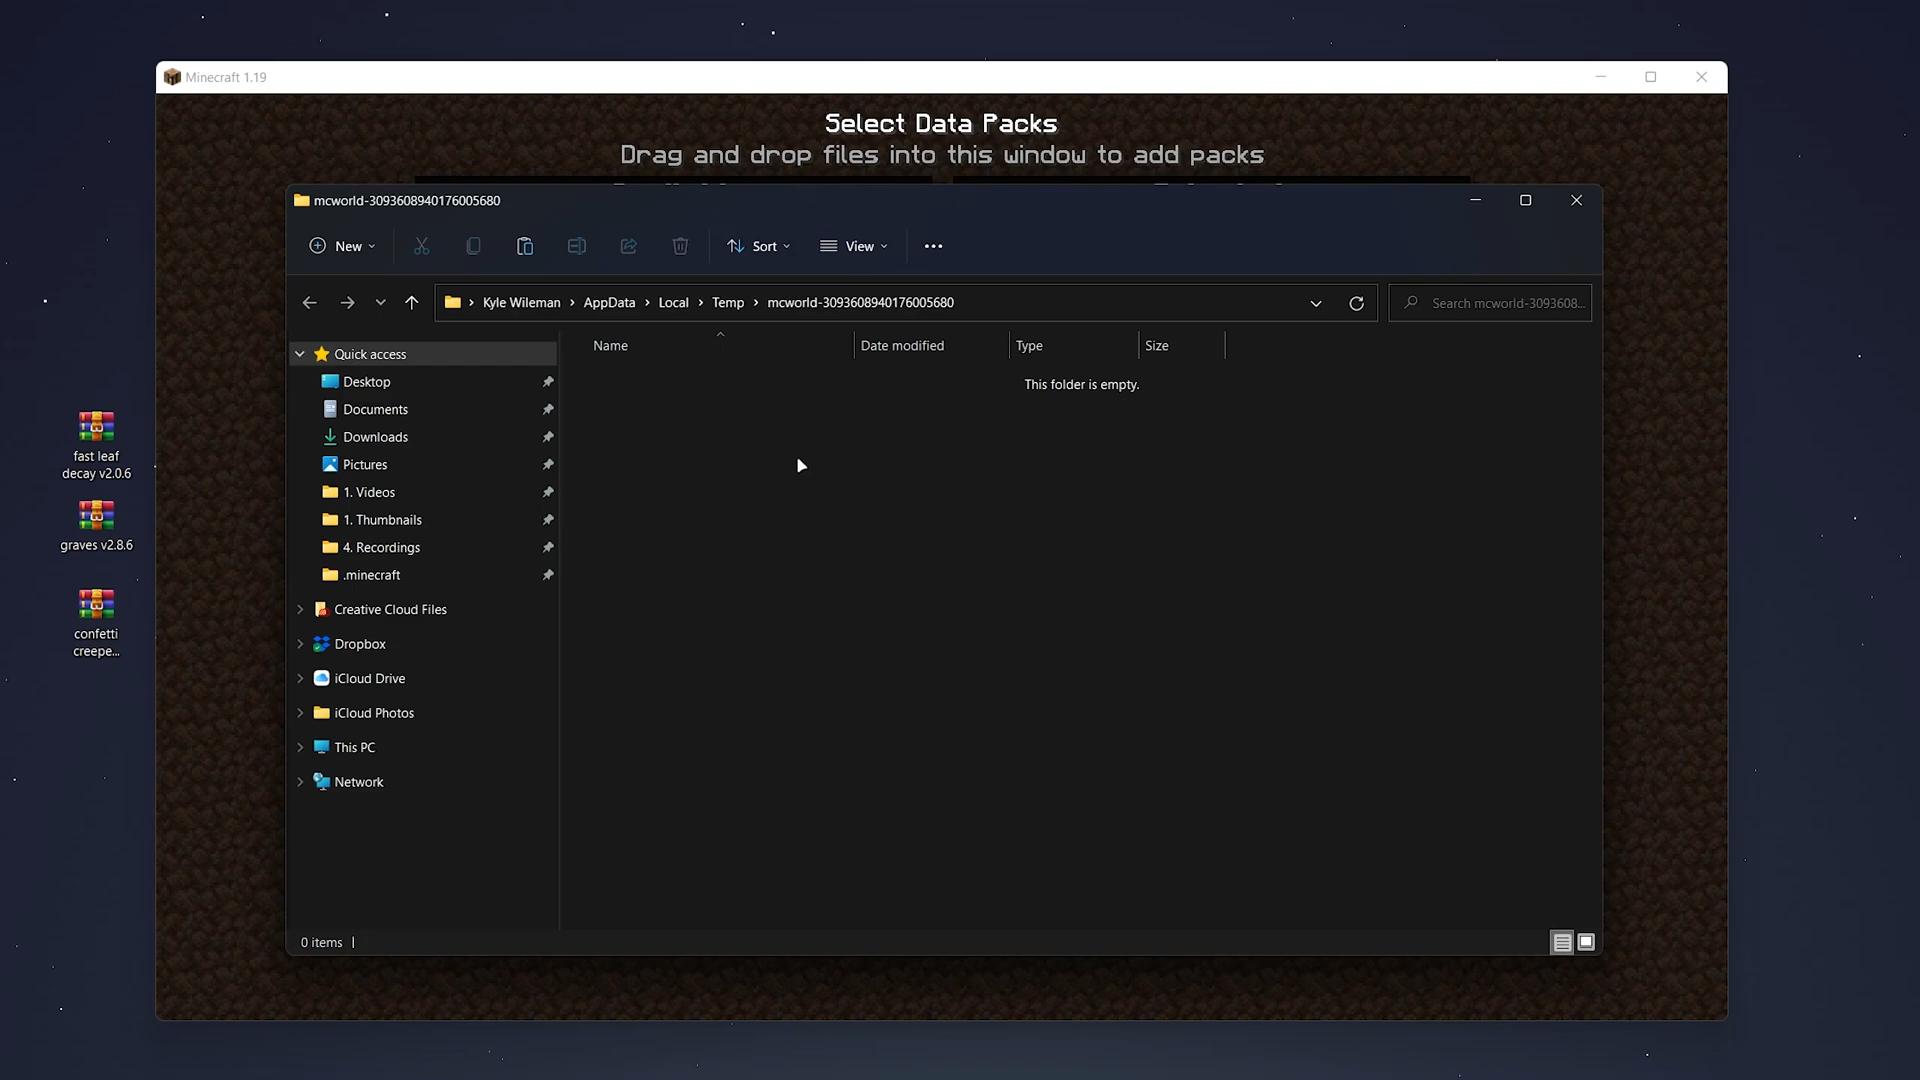 Minecraft 1.19
Select Data Packs
Drag and drop files into this window to add packs
mcworld-3093608940176005680
New
Sort
View
Kyle Wileman > AppData > Local > Temp > mcworld-3093608940176005680
Search mcworld-3093608...
Name
Date modified
Type
Size
This folder is empty.
Quick access
Desktop
Documents
Downloads
Pictures
1. Videos
1. Thumbnails
4. Recordings
.minecraft
Creative Cloud Files
Dropbox
iCloud Drive
iCloud Photos
This PC
Network
0 items
fast leaf
decay v2.0.6
graves v2.8.6
confetti
creepe...